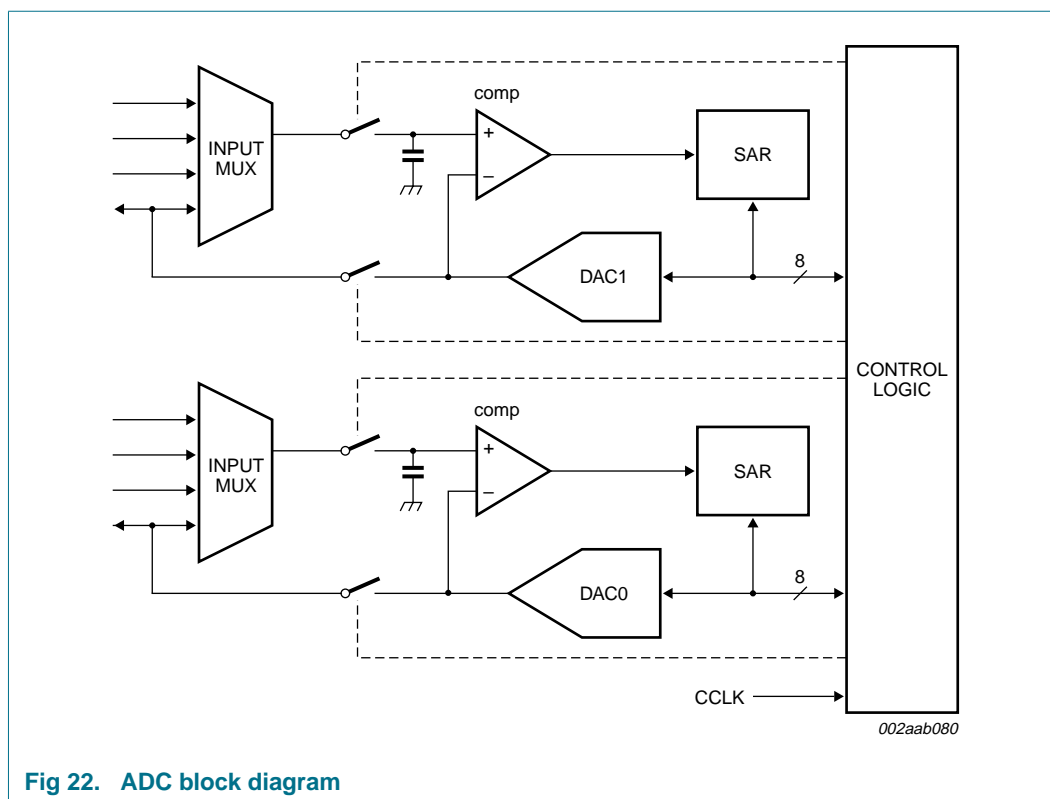 comp
INPUT
MUX
+
−
SAR
DAC1
8
CONTROL
LOGIC
comp
INPUT
MUX
+
−
SAR
DAC0
8
CCLK
002aab080
Fig 22. ADC block diagram